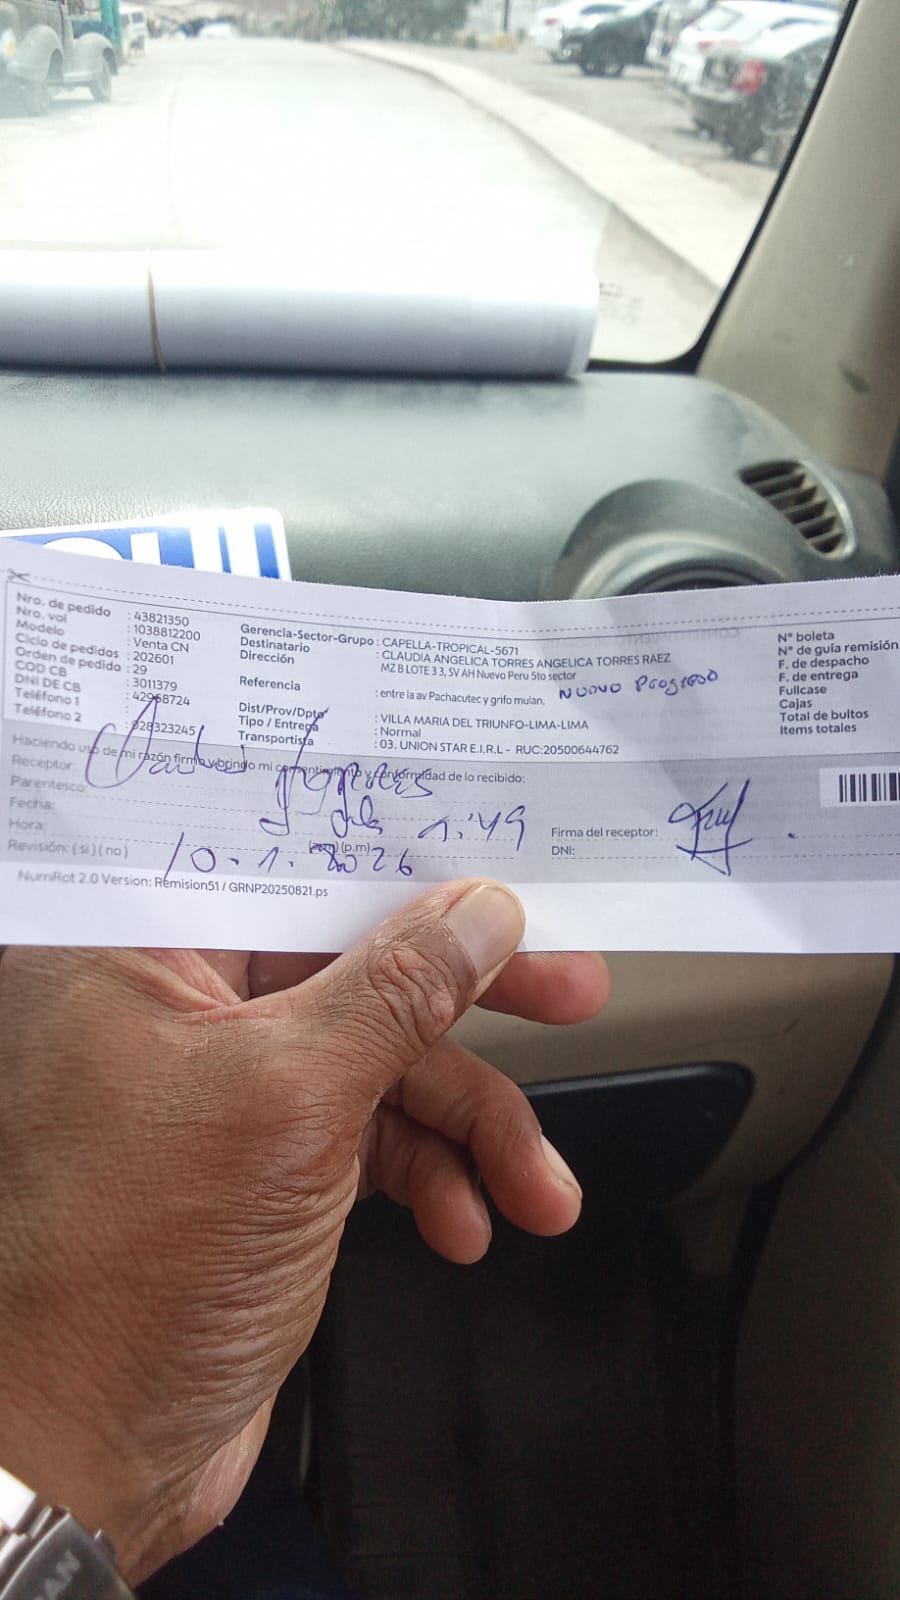 Nro. de pedido : 43821350
Nro. val : 1038812200
Modelo : Venta CN
Ciclo de pedidos : 202601
Orden de pedido : 29
COD CB : 3011379
DNI DE CB : 42968724
Teléfono 1 :
Teléfono 2 : 928323245
Gerencia-Sector-Grupo : CAPELLA-TROPICAL-5671
Destinatario : CLAUDIA ANGELICA TORRES ANGELICA TORRES RAEZ
Dirección : MZ B LOTE 3 3, SV AH Nuevo Peru 5to sector
Referencia : entre la av Pachacutec y grifo mulan. NUOVO Progreso
Dist/Prov/Dpto : VILLA MARIA DEL TRIUNFO-LIMA-LIMA
Tipo / Entrega : Normal
Transportista : 03. UNION STAR E.I.R.L - RUC:20500644762
N° boleta
N° de guía remisión
F. de despacho
F. de entrega
Fullcase
Cajas
Total de bultos
Items totales
Haciendo uso de mi razón firmo y brindo mi consentimiento y conformidad de lo recibido:
Receptor:
Parentesco:
Fecha:
Hora: 1:49
(p.m)
Revisión: ( si ) ( no ) 10.1.2026
Firma del receptor:
DNI:
NumRot 2.0 Version: Remision51 / GRNP20250821.ps